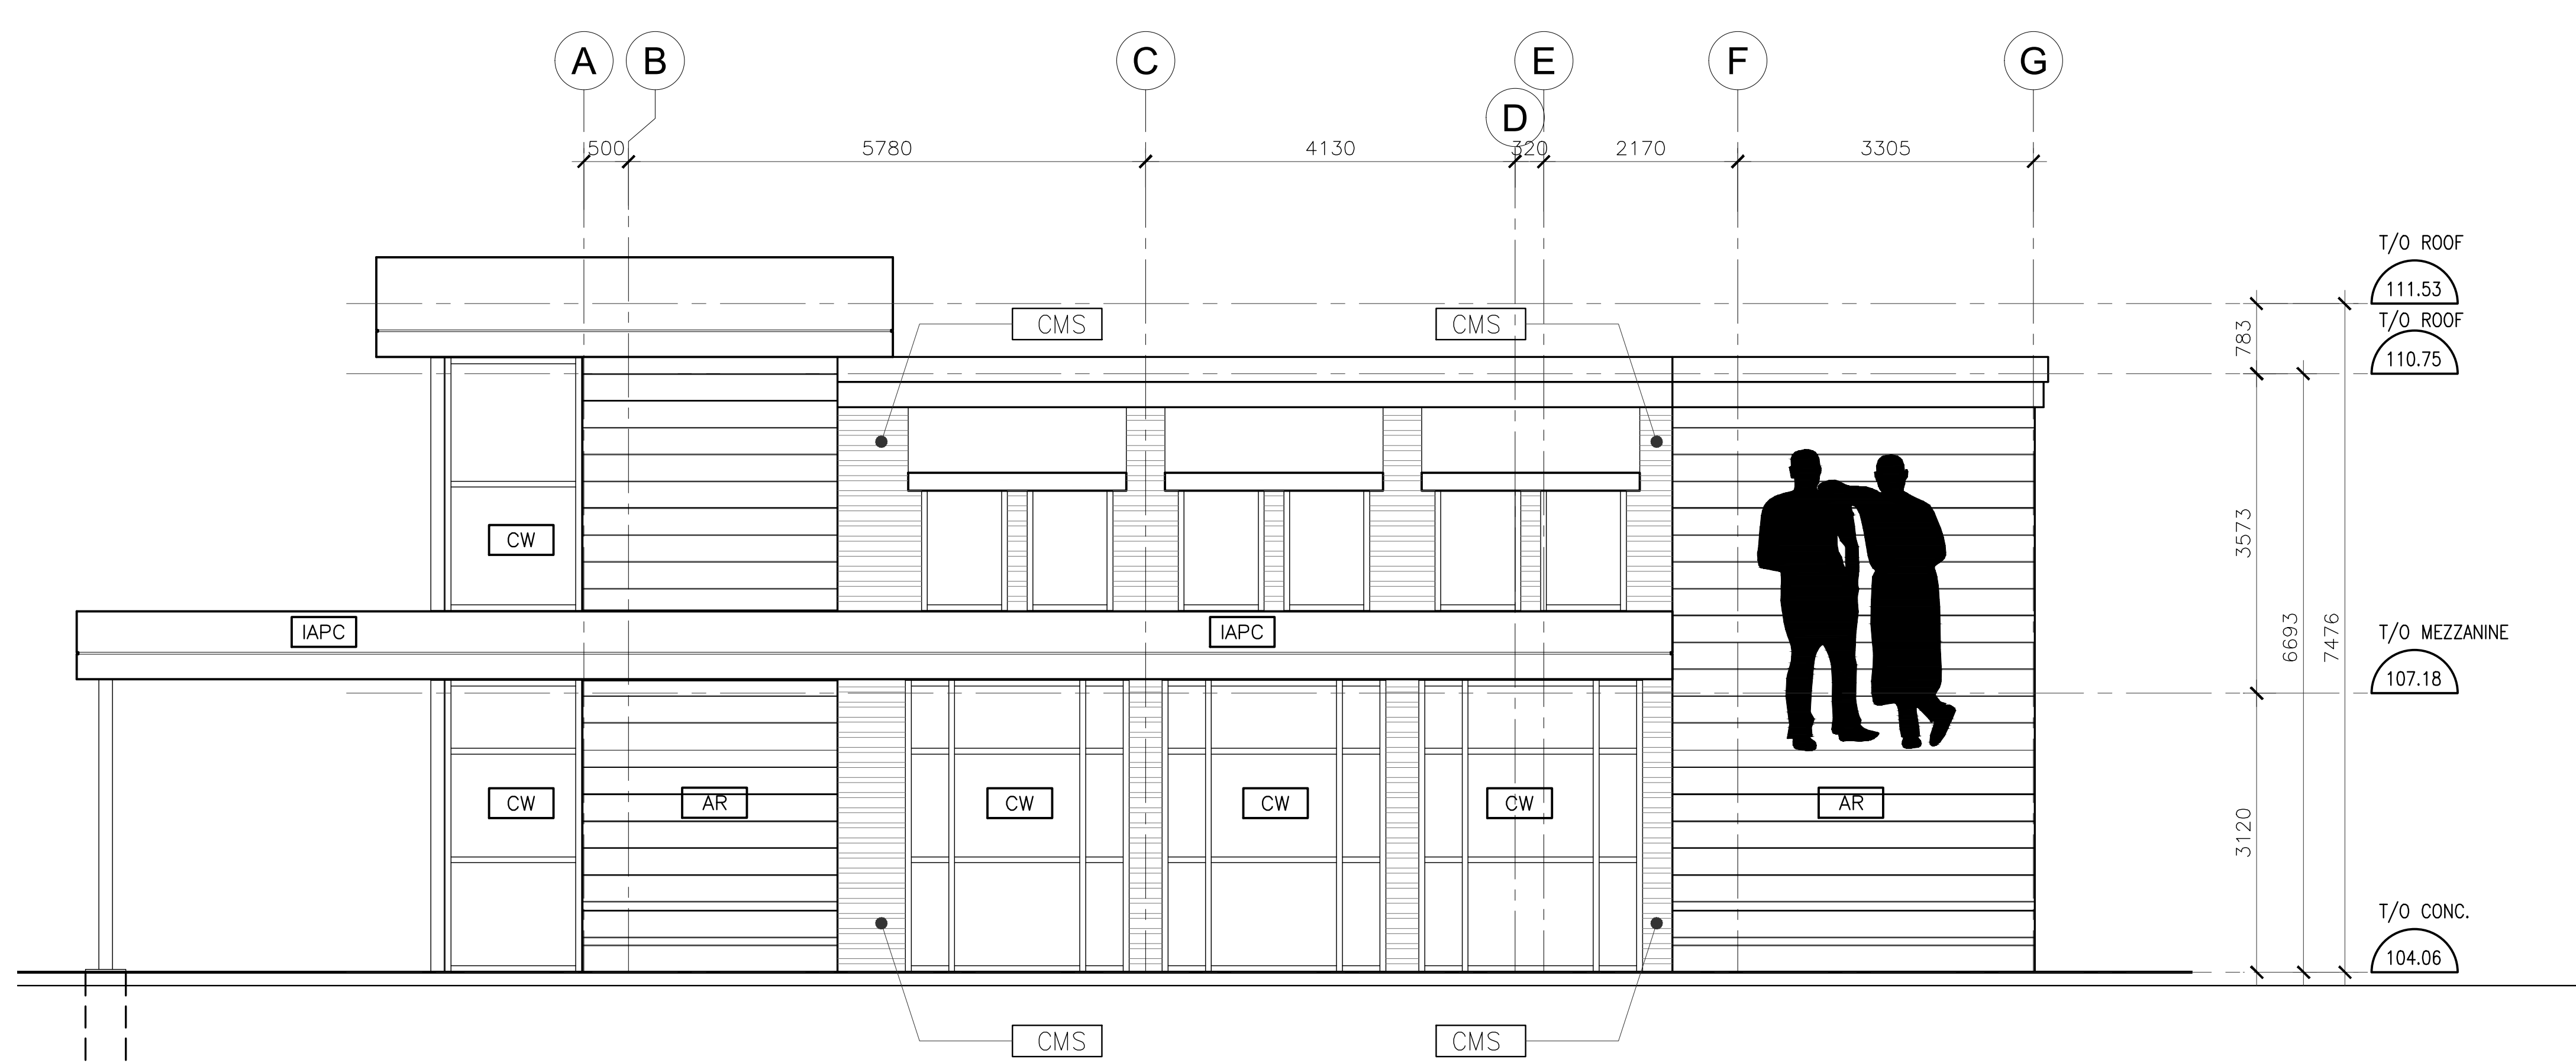 A B C E F G
D
500 5780 4130 320 2170 3305
T/O ROOF
111.53
CMS CMS
T/O ROOF
783
110.75
CW
3573
IAPC IAPC
6693 7476
T/O MEZZANINE
107.18
CW AR CW CW CW AR
3120
T/O CONC.
104.06
CMS CMS